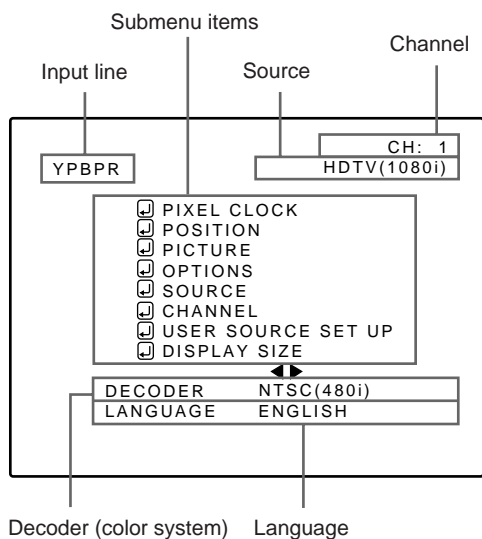 Submenu items
Channel
Input line
Source
CH: 1
YPBPR
HDTV(1080i)
PIXEL CLOCK
POSITION
PICTURE
OPTIONS
SOURCE
CHANNEL
USER SOURCE SET UP
DISPLAY SIZE
DECODER NTSC(480i)
LANGUAGE ENGLISH
Decoder (color system) Language